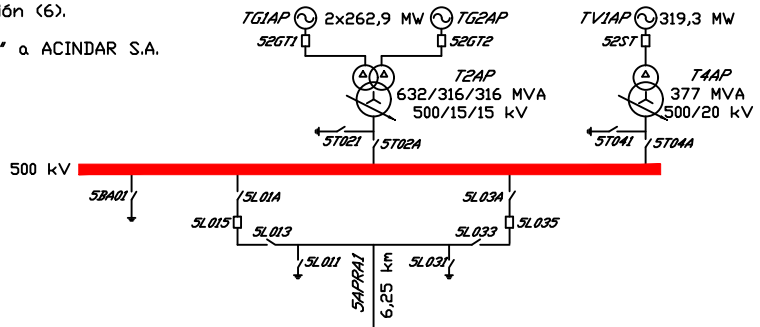 ión (6).
" a ACINDAR S.A.
TG1AP 2x262,9 MW TG2AP
52GT1 52GT2
TV1AP 319,3 MW
52ST
T2AP
632/316/316 MVA
500/15/15 kV
T4AP
377 MVA
500/20 kV
5T021 5T02A
5T041 5T04A
500 kV
5BA01
5L01A
5L03A
5L015
5L035
5L013
5L033
5L011
5L031
5APRA1
6,25 km